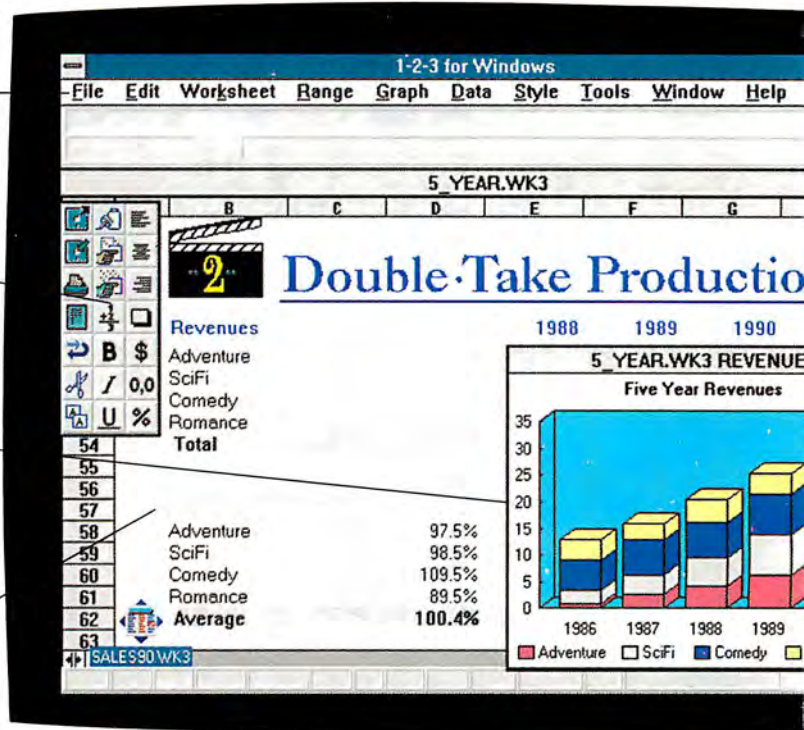 1-2-3 for Windows
File Edit Worksheet Range Graph Data Style Tools Window Help
5_YEAR.WK3
B C D E F G
2
Double·Take Productio
Revenues 1988 1989 1990
Adventure
SciFi
Comedy
Romance
Total
B $
I 0,0
U %
54
55
56
57
58 Adventure 97.5%
59 SciFi 98.5%
60 Comedy 109.5%
61 Romance 89.5%
62 Average 100.4%
63
SALES90.WK3
5_YEAR.WK3 REVENUE
Five Year Revenues
35
30
25
20
15
10
5
0
1986 1987 1988 1989
Adventure SciFi Comedy